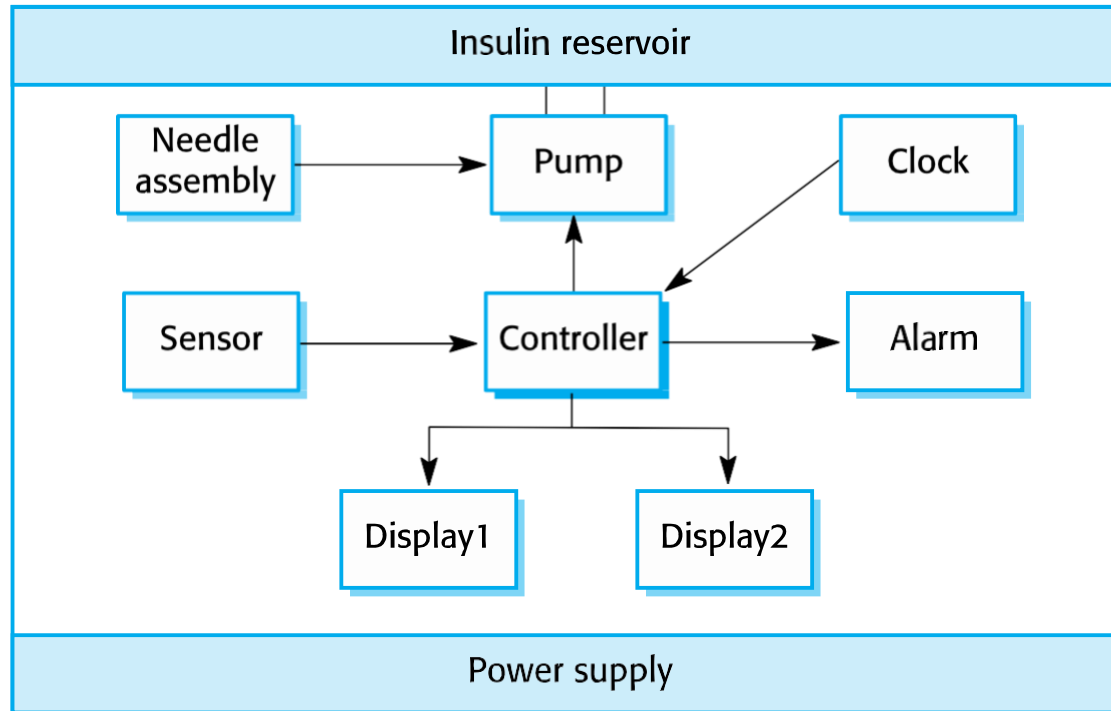 Insulin reservoir
Needle
assembly
Pump
Clock
Sensor
Controller
Alarm
Display1
Display2
Power supply